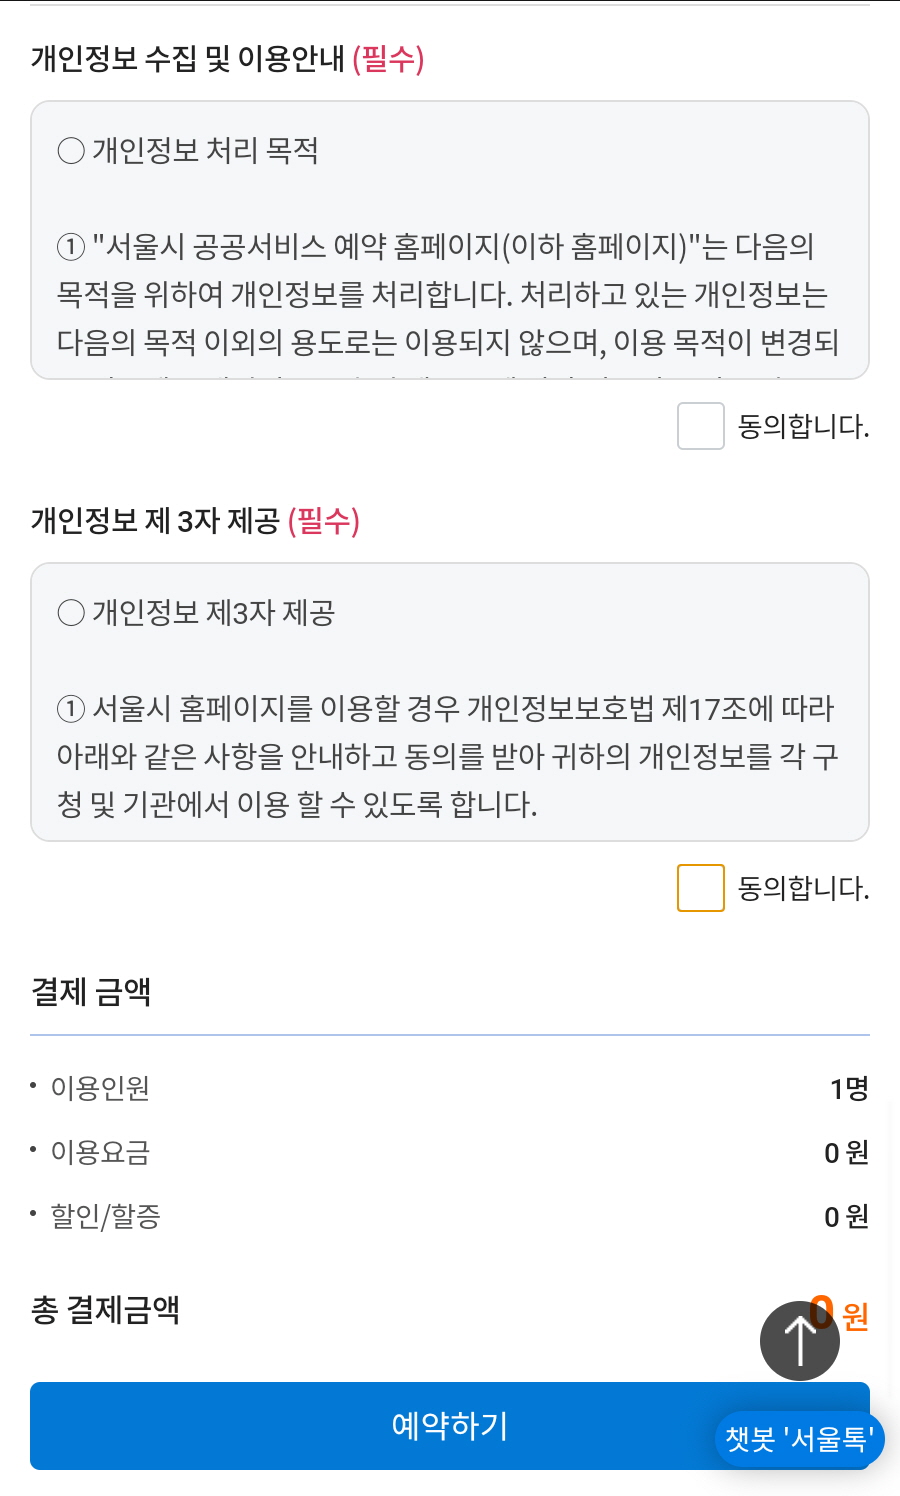 개인정보 수집 및 이용안내 (필수)
○ 개인정보 처리 목적
① "서울시 공공서비스 예약 홈페이지(이하 홈페이지)"는 다음의
목적을 위하여 개인정보를 처리합니다. 처리하고 있는 개인정보는
다음의 목적 이외의 용도로는 이용되지 않으며, 이용 목적이 변경되
동의합니다.
개인정보 제 3자 제공 (필수)
○ 개인정보 제3자 제공
① 서울시 홈페이지를 이용할 경우 개인정보보호법 제17조에 따라
아래와 같은 사항을 안내하고 동의를 받아 귀하의 개인정보를 각 구
청 및 기관에서 이용 할 수 있도록 합니다.
동의합니다.
결제 금액
• 이용인원 1명
• 이용요금 0 원
• 할인/할증 0 원
총 결제금액 0 원
예약하기
챗봇 '서울톡'